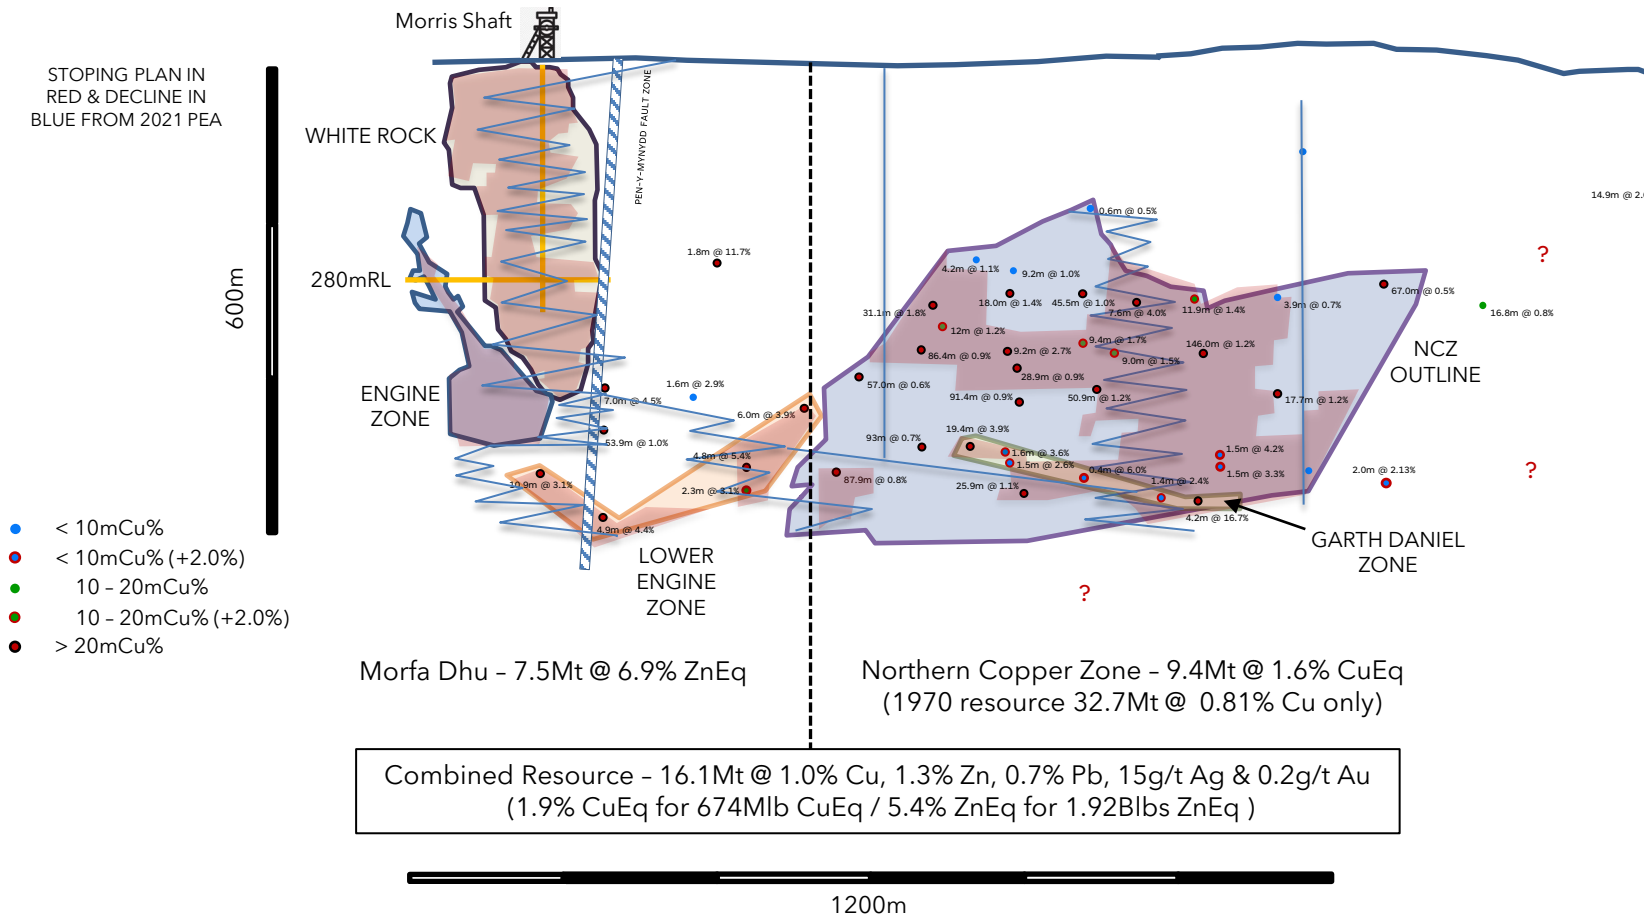 Morris Shaft
STOPING PLAN IN
RED & DECLINE IN
BLUE FROM 2021 PEA
WHITE ROCK
PEN-Y-MYNYDD FAULT ZONE
600m
280mRL
ENGINE
ZONE
1.8m @ 11.7%
1.6m @ 2.9%
7.0m @ 4.5%
53.9m @ 1.0%
6.0m @ 3.9%
4.8m @ 5.4%
2.3m @ 3.1%
10.9m @ 3.1%
4.9m @ 4.4%
LOWER
ENGINE
ZONE
0.6m @ 0.5%
4.2m @ 1.1%
9.2m @ 1.0%
18.0m @ 1.4%
45.5m @ 1.0%
7.6m @ 4.0%
11.9m @ 1.4%
3.9m @ 0.7%
67.0m @ 0.5%
14.9m @ 2.
16.8m @ 0.8%
31.1m @ 1.8%
12m @ 1.2%
86.4m @ 0.9%
9.2m @ 2.7%
9.4m @ 1.7%
9.0m @ 1.5%
146.0m @ 1.2%
28.9m @ 0.9%
57.0m @ 0.6%
91.4m @ 0.9%
50.9m @ 1.2%
17.7m @ 1.2%
NCZ
OUTLINE
19.4m @ 3.9%
93m @ 0.7%
1.6m @ 3.6%
1.5m @ 2.6%
0.4m @ 6.0%
1.5m @ 4.2%
1.5m @ 3.3%
2.0m @ 2.13%
87.9m @ 0.8%
25.9m @ 1.1%
1.4m @ 2.4%
4.2m @ 16.7%
GARTH DANIEL
ZONE
?
?
?
< 10mCu%
< 10mCu% (+2.0%)
10 – 20mCu%
10 – 20mCu% (+2.0%)
> 20mCu%
Morfa Dhu – 7.5Mt @ 6.9% ZnEq
Northern Copper Zone – 9.4Mt @ 1.6% CuEq
(1970 resource 32.7Mt @ 0.81% Cu only)
Combined Resource – 16.1Mt @ 1.0% Cu, 1.3% Zn, 0.7% Pb, 15g/t Ag & 0.2g/t Au
(1.9% CuEq for 674Mlb CuEq / 5.4% ZnEq for 1.92Blbs ZnEq )
1200m